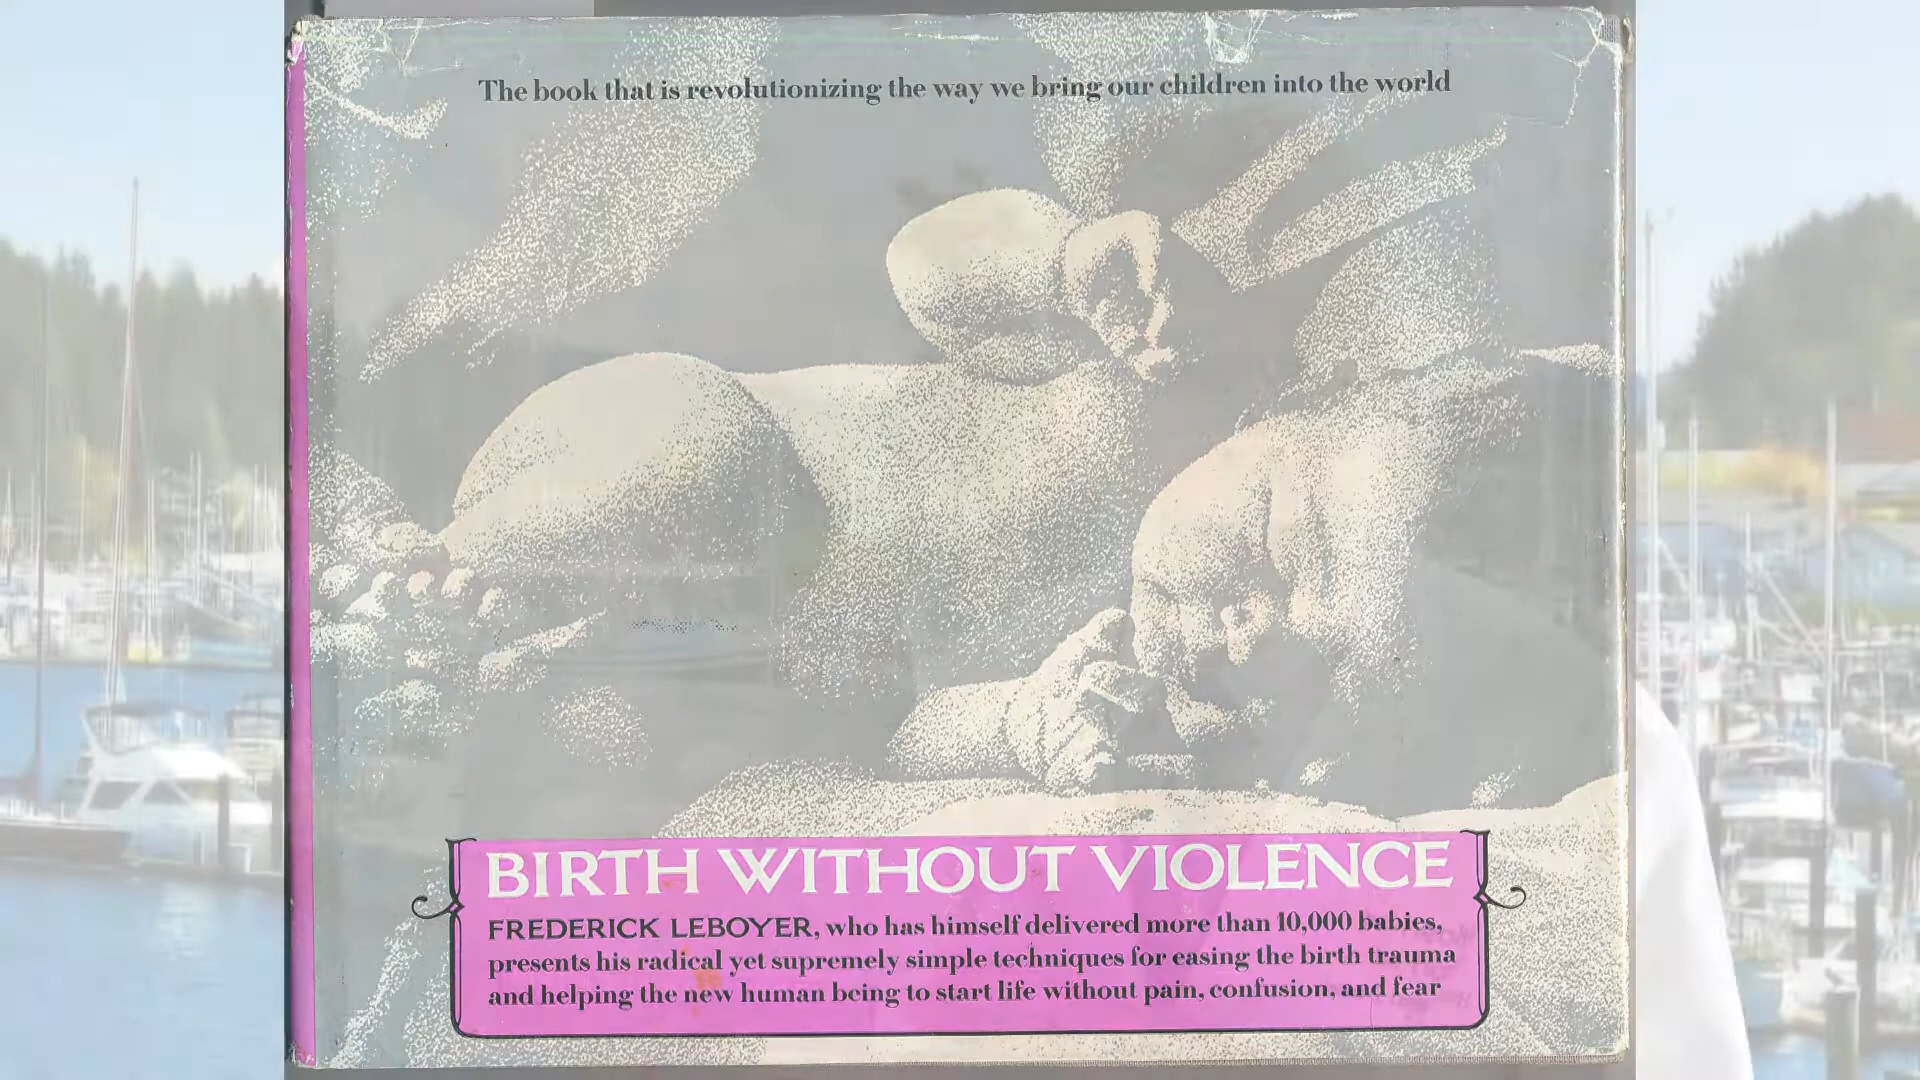 The book that is revolutionizing the way we bring our children into the world
BIRTH WITHOUT VIOLENCE
FREDERICK LEBOYER, who has himself delivered more than 10,000 babies,
presents his radical yet supremely simple techniques for easing the birth trauma
and helping the new human being to start life without pain, confusion, and fear